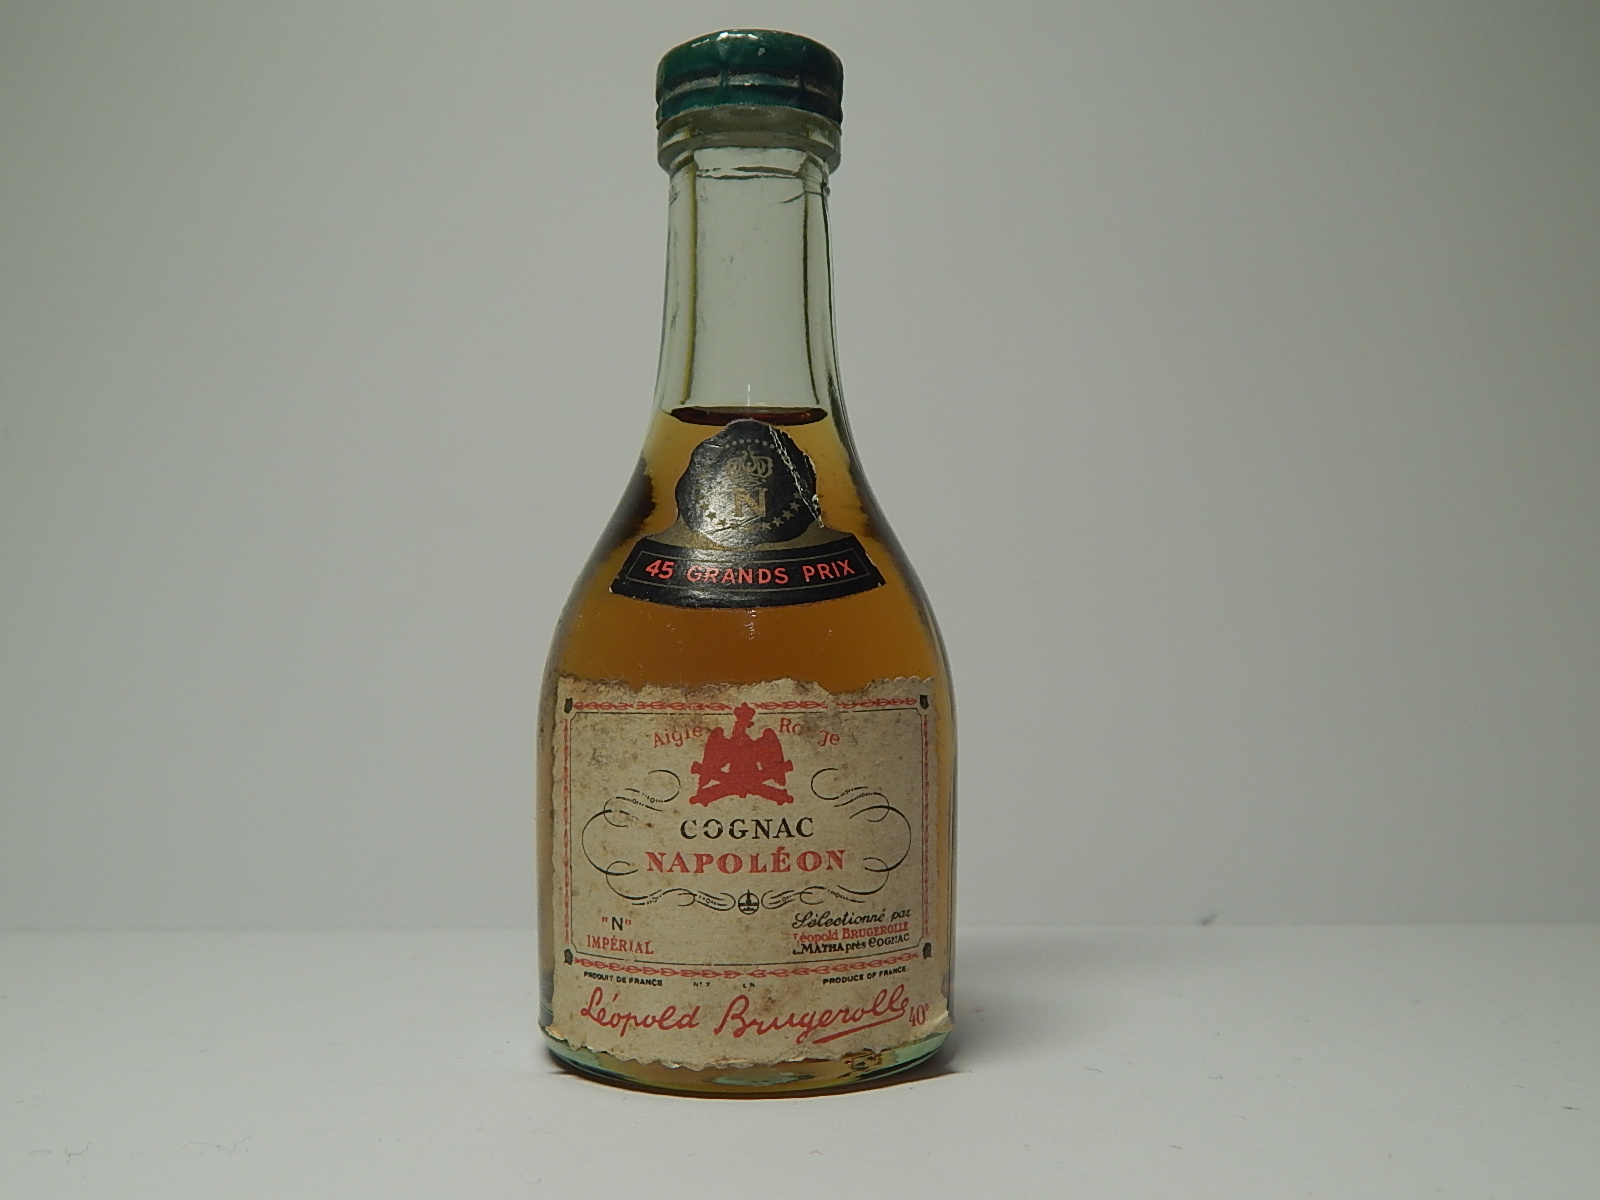 N
45 GRANDS PRIX
Aigle Rouge
COGNAC
NAPOLÉON
"N"
IMPÉRIAL
Sélectionné par
Léopold BRUGEROLLE
MATHA près COGNAC
PRODUIT DE FRANCE
PRODUCE OF FRANCE
Léopold Brugerolle
40°